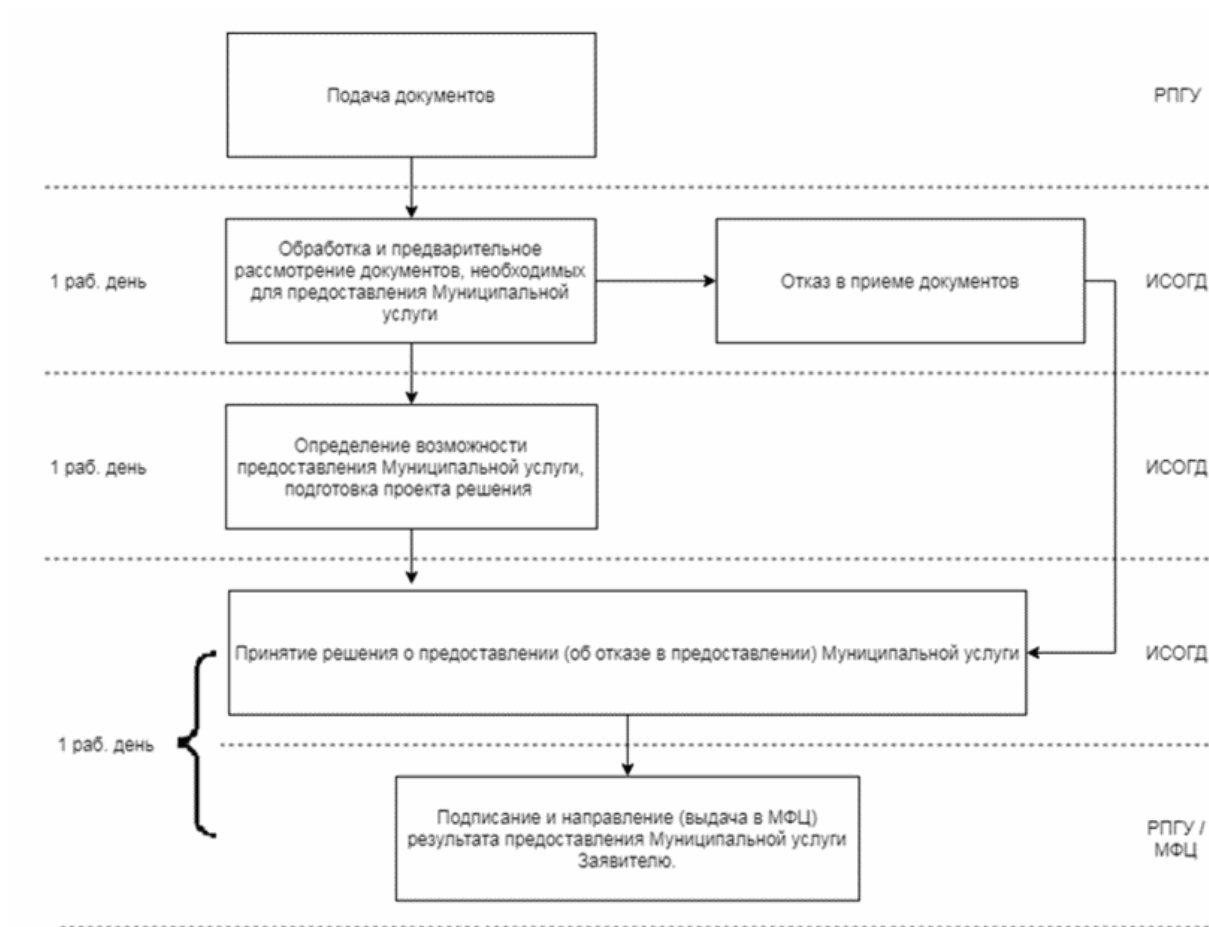 Подача документов
РПГУ
1 раб. день
Обработка и предварительное
рассмотрение документов, необходимых
для предоставления Муниципальной
услуги
Отказ в приеме документов
ИСОГД
1 раб. день
Определение возможности
предоставления Муниципальной услуги,
подготовка проекта решения
ИСОГД
Принятие решения о предоставлении (об отказе в предоставлении) Муниципальной услуги
ИСОГД
1 раб. день
Подписание и направление (выдача в МФЦ)
результата предоставления Муниципальной услуги
Заявителю.
РПГУ /
МФЦ